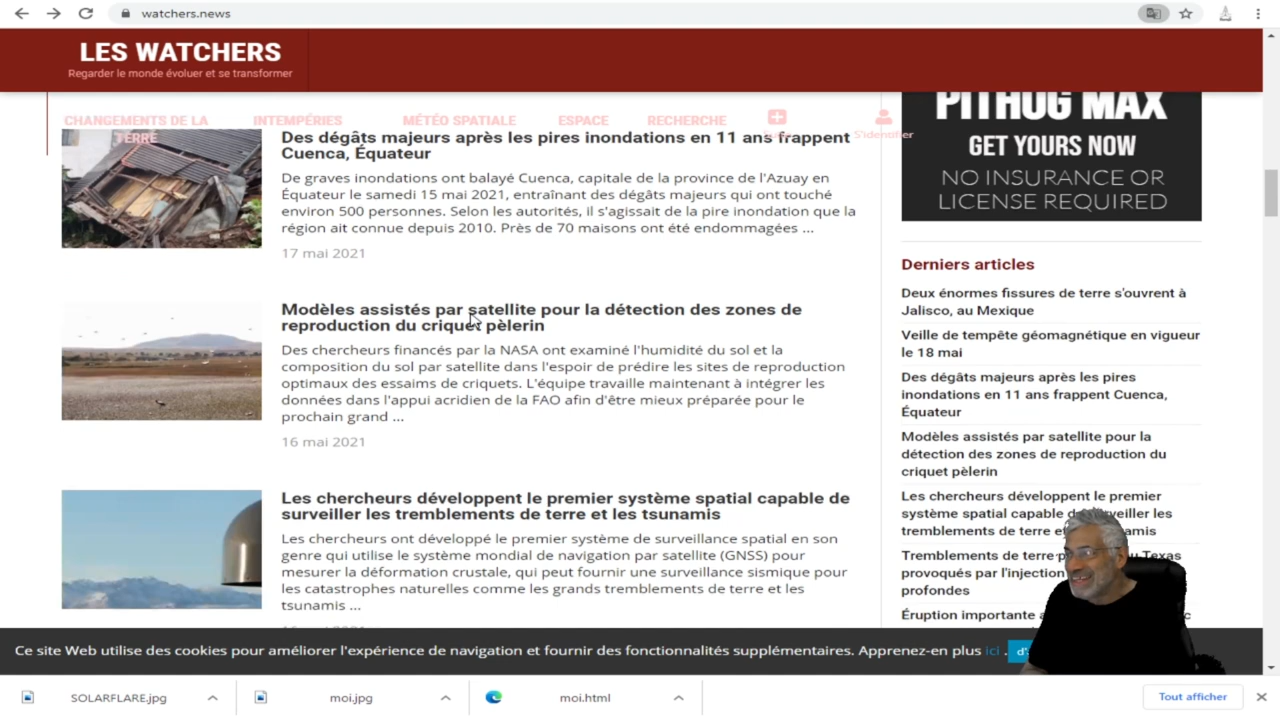 watchers.news
LES WATCHERS
Regarder le monde évoluer et se transformer
CHANGEMENTS DE LA
TERRE
INTEMPÉRIES
MÉTÉO SPATIALE
ESPACE
RECHERCHE
S'identifier
Des dégâts majeurs après les pires inondations en 11 ans frappent
Cuenca, Équateur
De graves inondations ont balayé Cuenca, capitale de la province de l'Azuay en
Équateur le samedi 15 mai 2021, entraînant des dégâts majeurs qui ont touché
environ 500 personnes. Selon les autorités, il s'agissait de la pire inondation que la
région ait connue depuis 2010. Près de 70 maisons ont été endommagées ...
17 mai 2021
Modèles assistés par satellite pour la détection des zones de
reproduction du criquet pèlerin
Des chercheurs financés par la NASA ont examiné l'humidité du sol et la
composition du sol par satellite dans l'espoir de prédire les sites de reproduction
optimaux des essaims de criquets. L'équipe travaille maintenant à intégrer les
données dans l'appui acridien de la FAO afin d'être mieux préparée pour le
prochain grand ...
16 mai 2021
Les chercheurs développent le premier système spatial capable de
surveiller les tremblements de terre et les tsunamis
Les chercheurs ont développé le premier système de surveillance spatial en son
genre qui utilise le système mondial de navigation par satellite (GNSS) pour
mesurer la déformation crustale, qui peut fournir une surveillance sismique pour
les catastrophes naturelles comme les grands tremblements de terre et les
tsunamis ...
PITHOG MAX
GET YOURS NOW
NO INSURANCE OR
LICENSE REQUIRED
Derniers articles
Deux énormes fissures de terre s'ouvrent à
Jalisco, au Mexique
Veille de tempête géomagnétique en vigueur
le 18 mai
Des dégâts majeurs après les pires
inondations en 11 ans frappent Cuenca,
Équateur
Modèles assistés par satellite pour la
détection des zones de reproduction du
criquet pèlerin
Les chercheurs développent le premier
système spatial capable de surveiller les
tremblements de terre et les tsunamis
Tremblements de terre Texas
provoqués par l'injection
profondes
Éruption importante
Ce site Web utilise des cookies pour améliorer l'expérience de navigation et fournir des fonctionnalités supplémentaires. Apprenez-en plus ici .
SOLARFLARE.jpg
moi.jpg
moi.html
Tout afficher